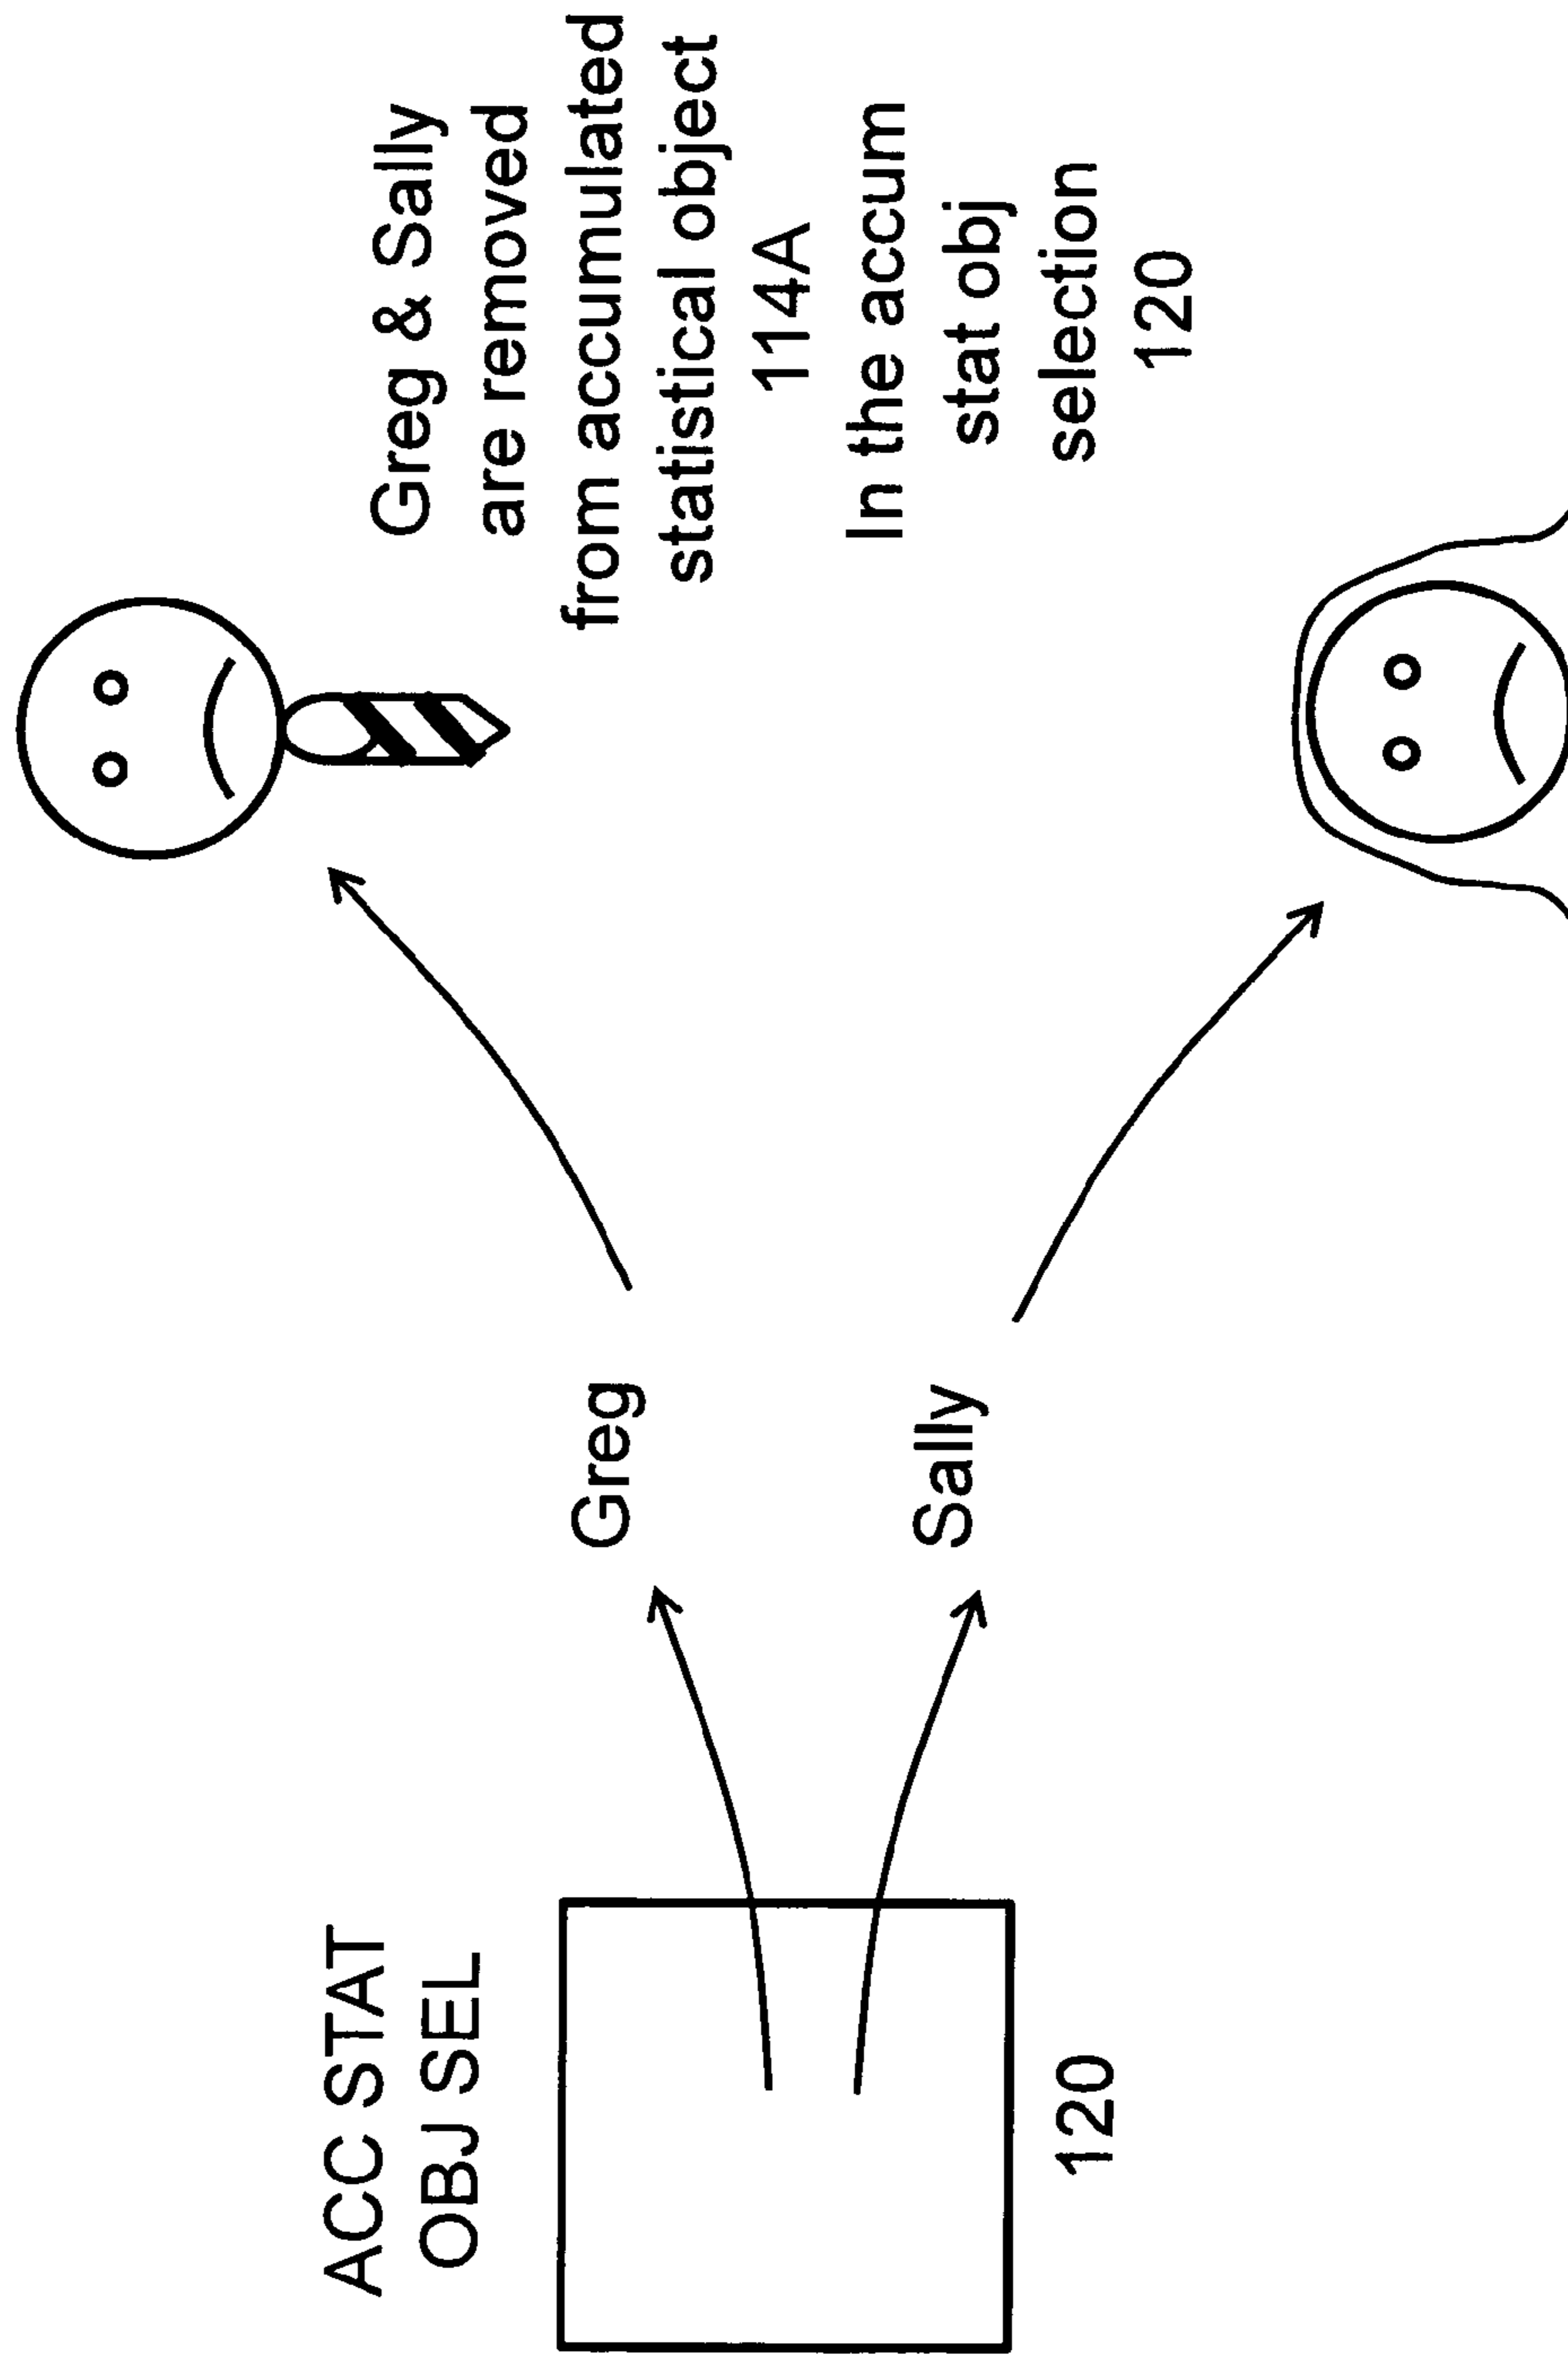 ACC STAT
OBJ SEL
120
Greg
Sally
Greg & Sally
are removed
from accumulated
statistical object
114A
In the accum
stat obj
selection
120